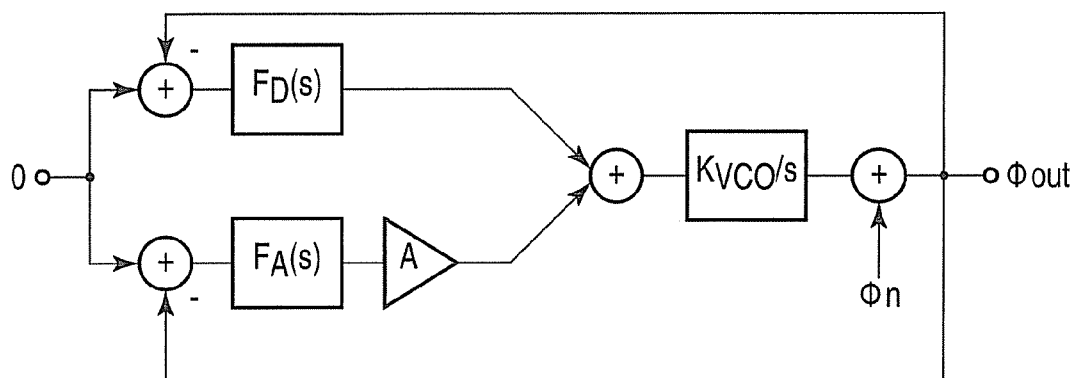 -
+
FD(s)
0
+
KVCO/s
+
Φout
+
FA(s)
A
-
Φn